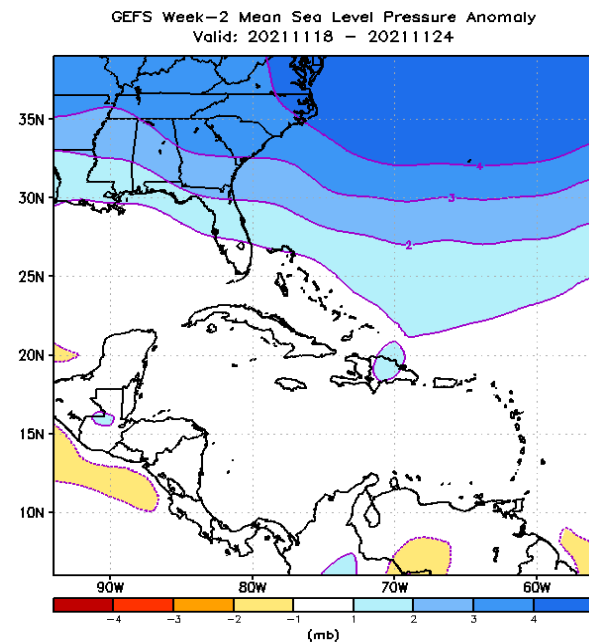 GEFS Week-2 Mean Sea Level Pressure Anomaly
Valid: 20211118 - 20211124
35N
30N
25N
20N
15N
10N
2
4
3
2
90W
80W
70W
60W
-4
-3
-2
-1
1
2
3
4
(mb)